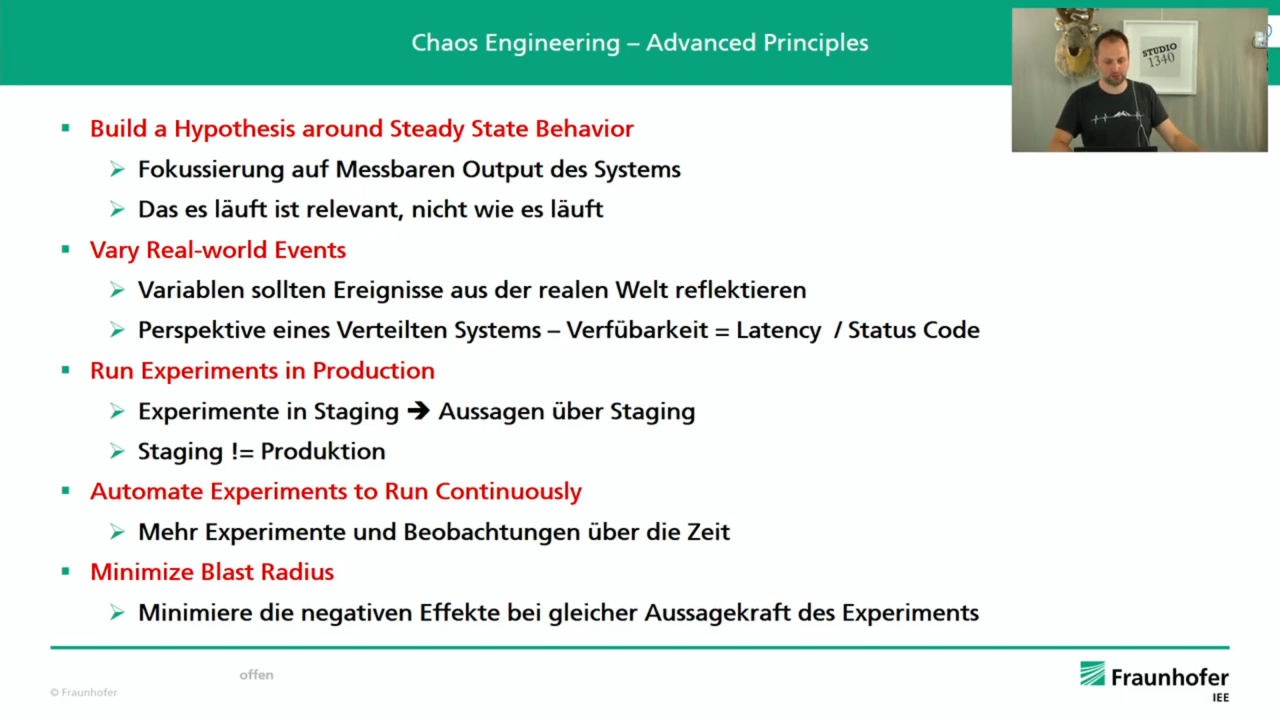 Chaos Engineering – Advanced Principles
STUDIO
1340
Build a Hypothesis around Steady State Behavior
Fokussierung auf Messbaren Output des Systems
Das es läuft ist relevant, nicht wie es läuft
Vary Real-world Events
Variablen sollten Ereignisse aus der realen Welt reflektieren
Perspektive eines Verteilten Systems – Verfübarkeit = Latency / Status Code
Run Experiments in Production
Experimente in Staging ➔ Aussagen über Staging
Staging != Produktion
Automate Experiments to Run Continuously
Mehr Experimente und Beobachtungen über die Zeit
Minimize Blast Radius
Minimiere die negativen Effekte bei gleicher Aussagekraft des Experiments
offen
© Fraunhofer
Fraunhofer
IEE